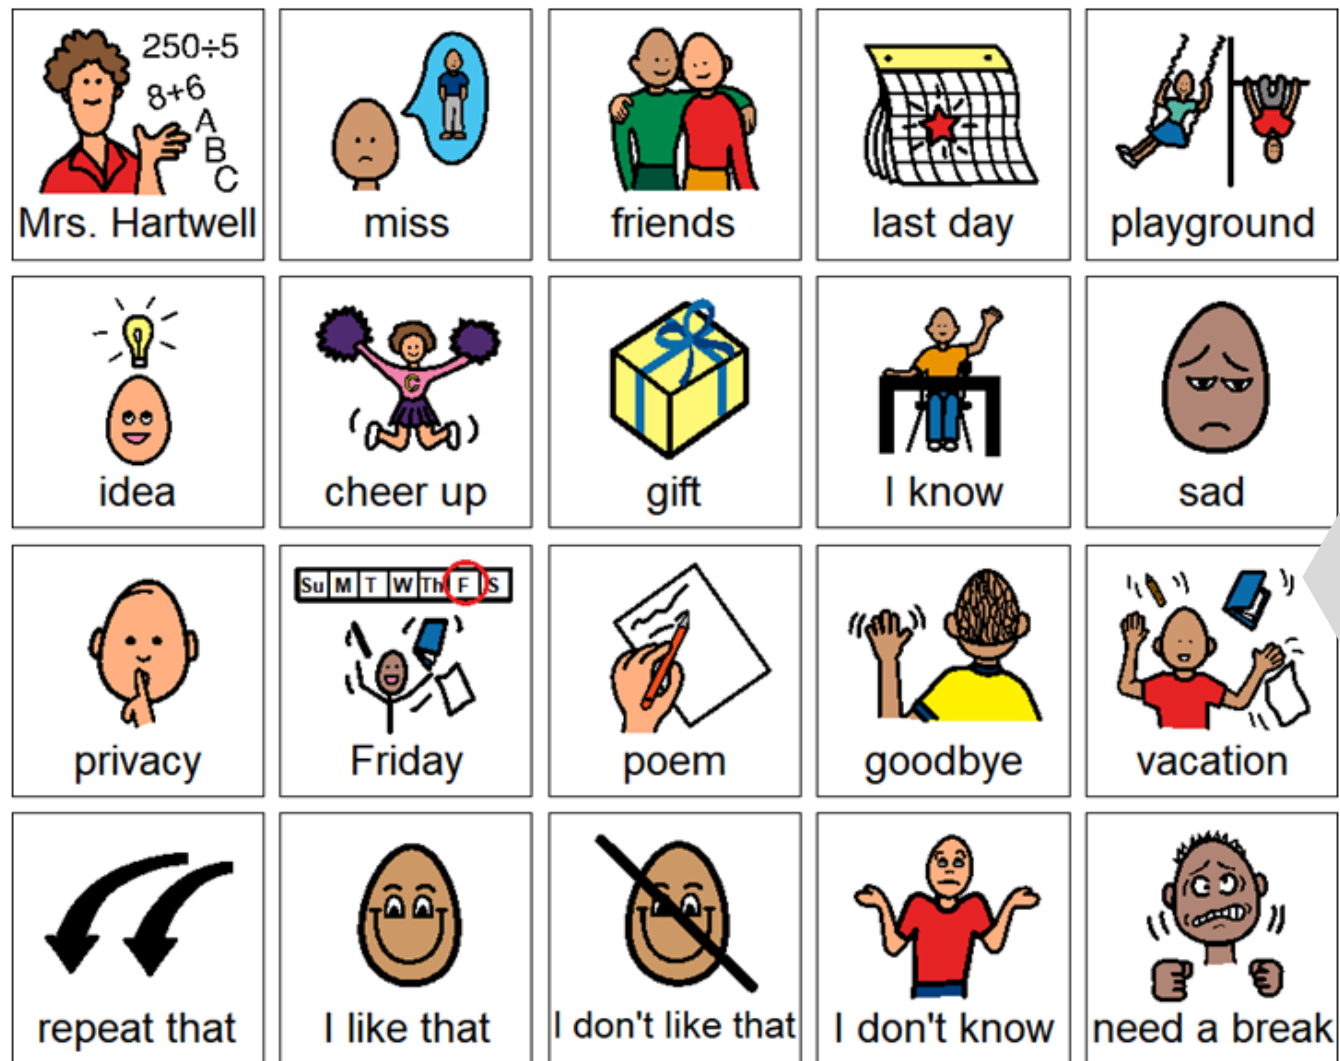 250÷5
8+6
A
B
C
Mrs. Hartwell
miss
friends
last day
playground
idea
C
cheer up
gift
I know
sad
privacy
Su M T W Th F S
Friday
poem
goodbye
vacation
repeat that
I like that
I don't like that
I don't know
need a break